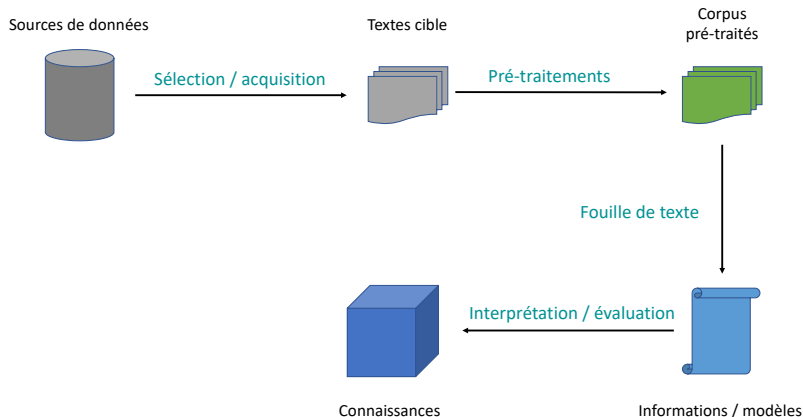 Sources de données
Textes cible
Corpus
pré-traités
Sélection / acquisition
Pré-traitements
Fouille de texte
Interprétation / évaluation
Connaissances
Informations / modèles